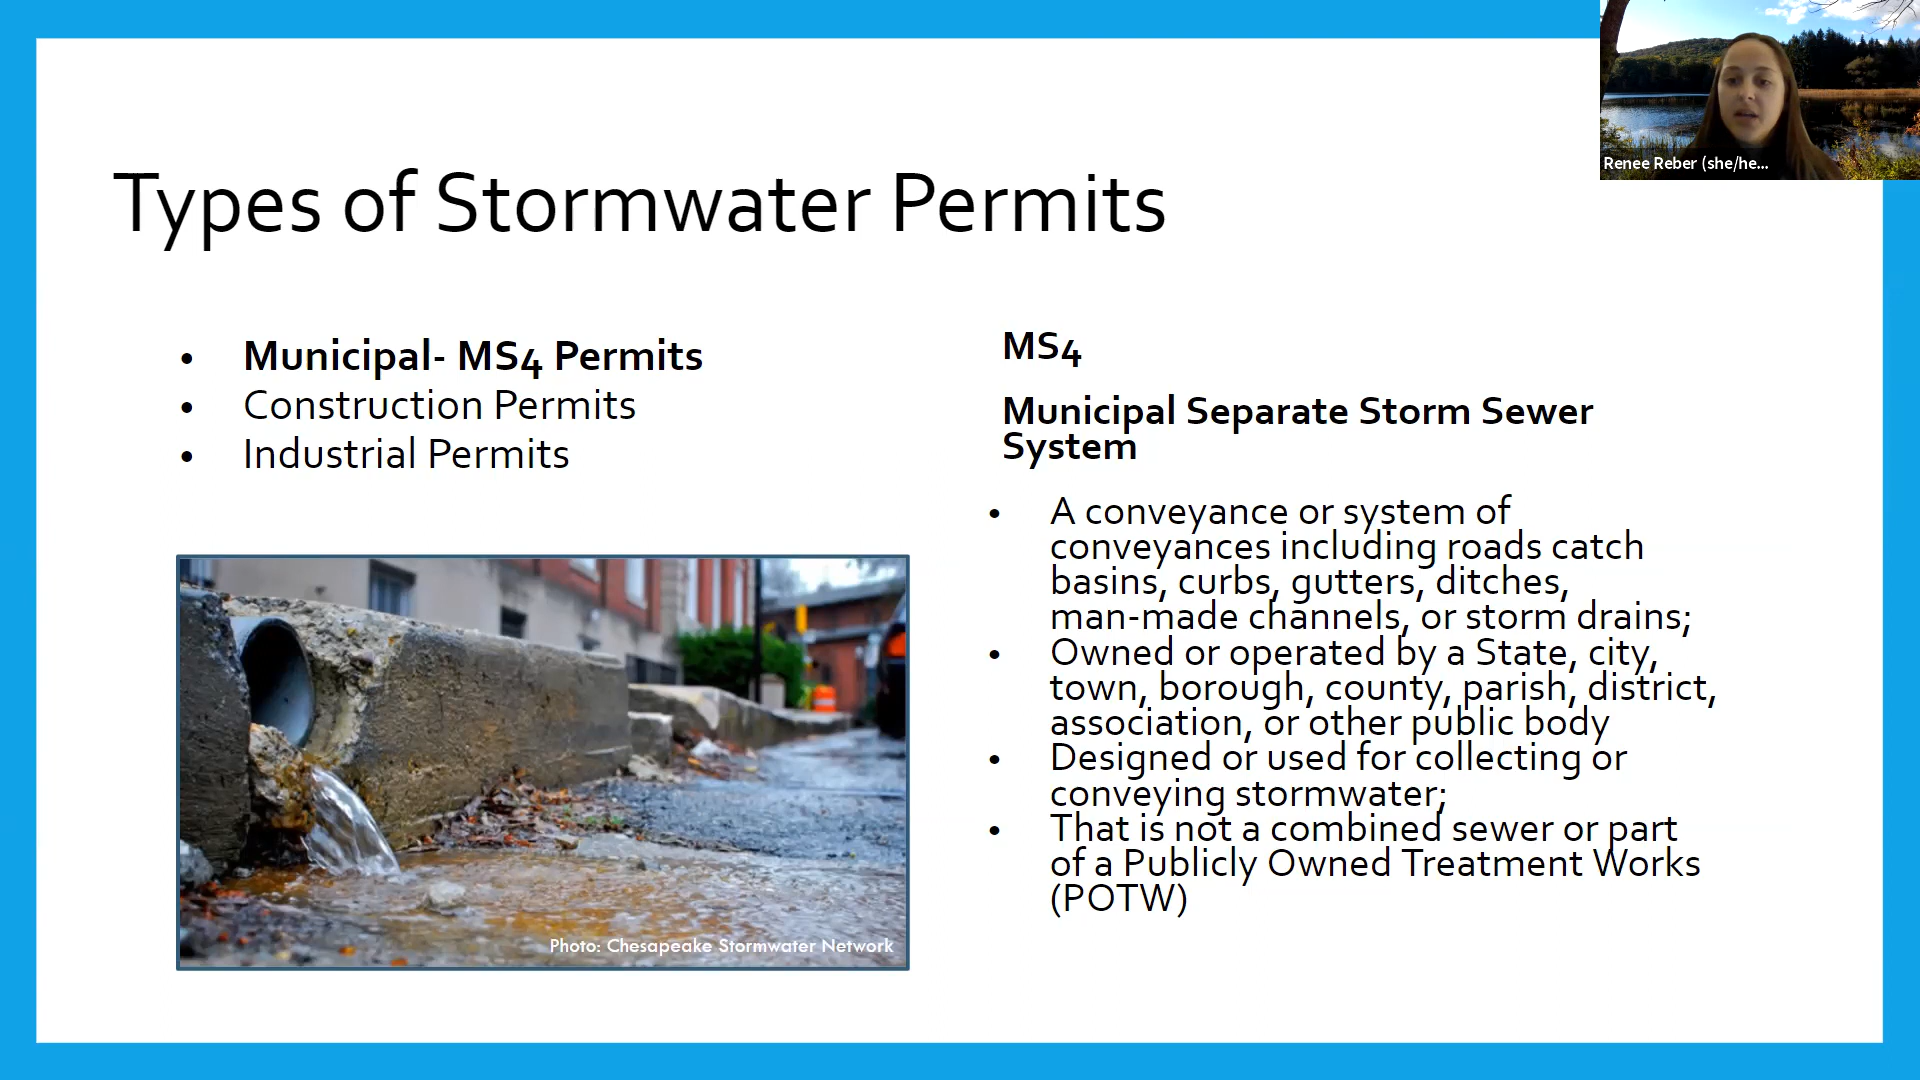 Renee Reber (she/he...
Types of Stormwater Permits
• Municipal- MS4 Permits
• Construction Permits
• Industrial Permits
Photo: Chesapeake Stormwater Network
MS4
Municipal Separate Storm Sewer
System
• A conveyance or system of
conveyances including roads catch
basins, curbs, gutters, ditches,
man-made channels, or storm drains;
• Owned or operated by a State, city,
town, borough, county, parish, district,
association, or other public body
• Designed or used for collecting or
conveying stormwater;
• That is not a combined sewer or part
of a Publicly Owned Treatment Works
(POTW)